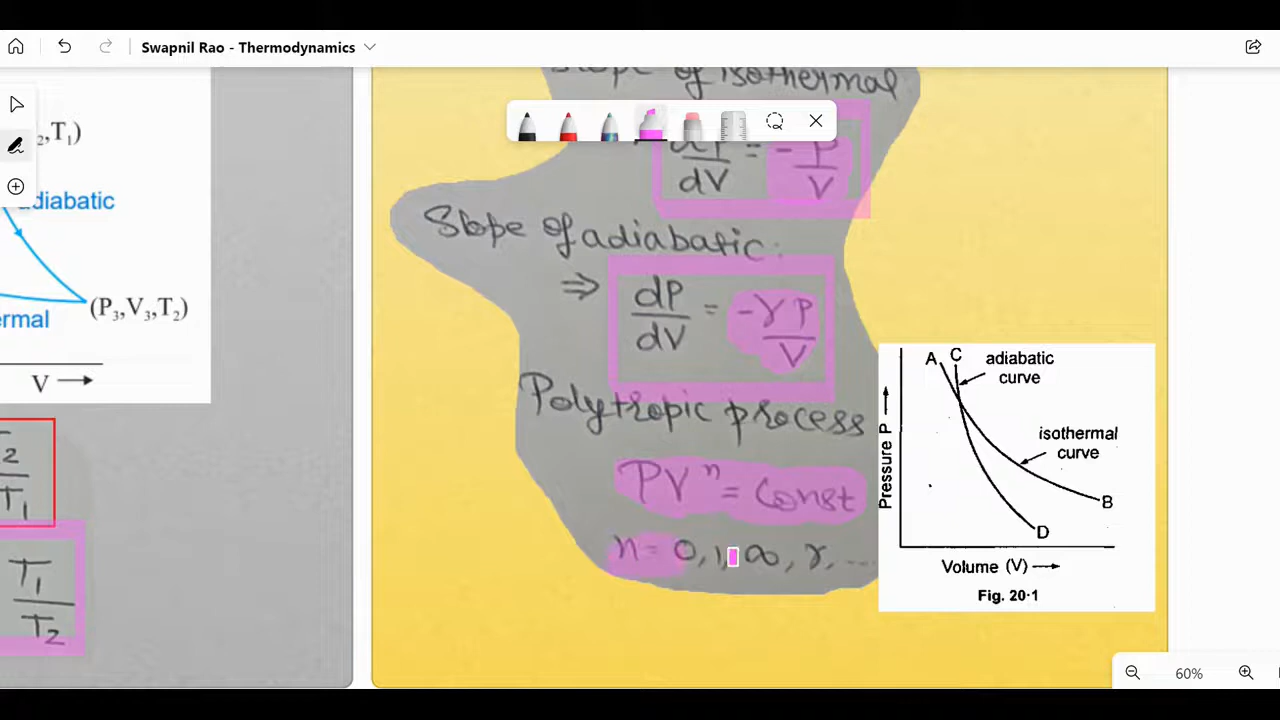 Swapnil Rao - Thermodynamics
2,T1)
adiabatic
(P3,V3,T2)
V
2
T1
T1
T2
Slope of isothermal
dP/dV = -P/V
Slope of adiabatic:
⇒ dP/dV = -γP/V
Polytropic process
PVⁿ = Const
n = 0, 1, ∞, γ, ...
A C adiabatic
curve
isothermal
curve
Pressure P
B
D
Volume (V)
Fig. 20·1
60%